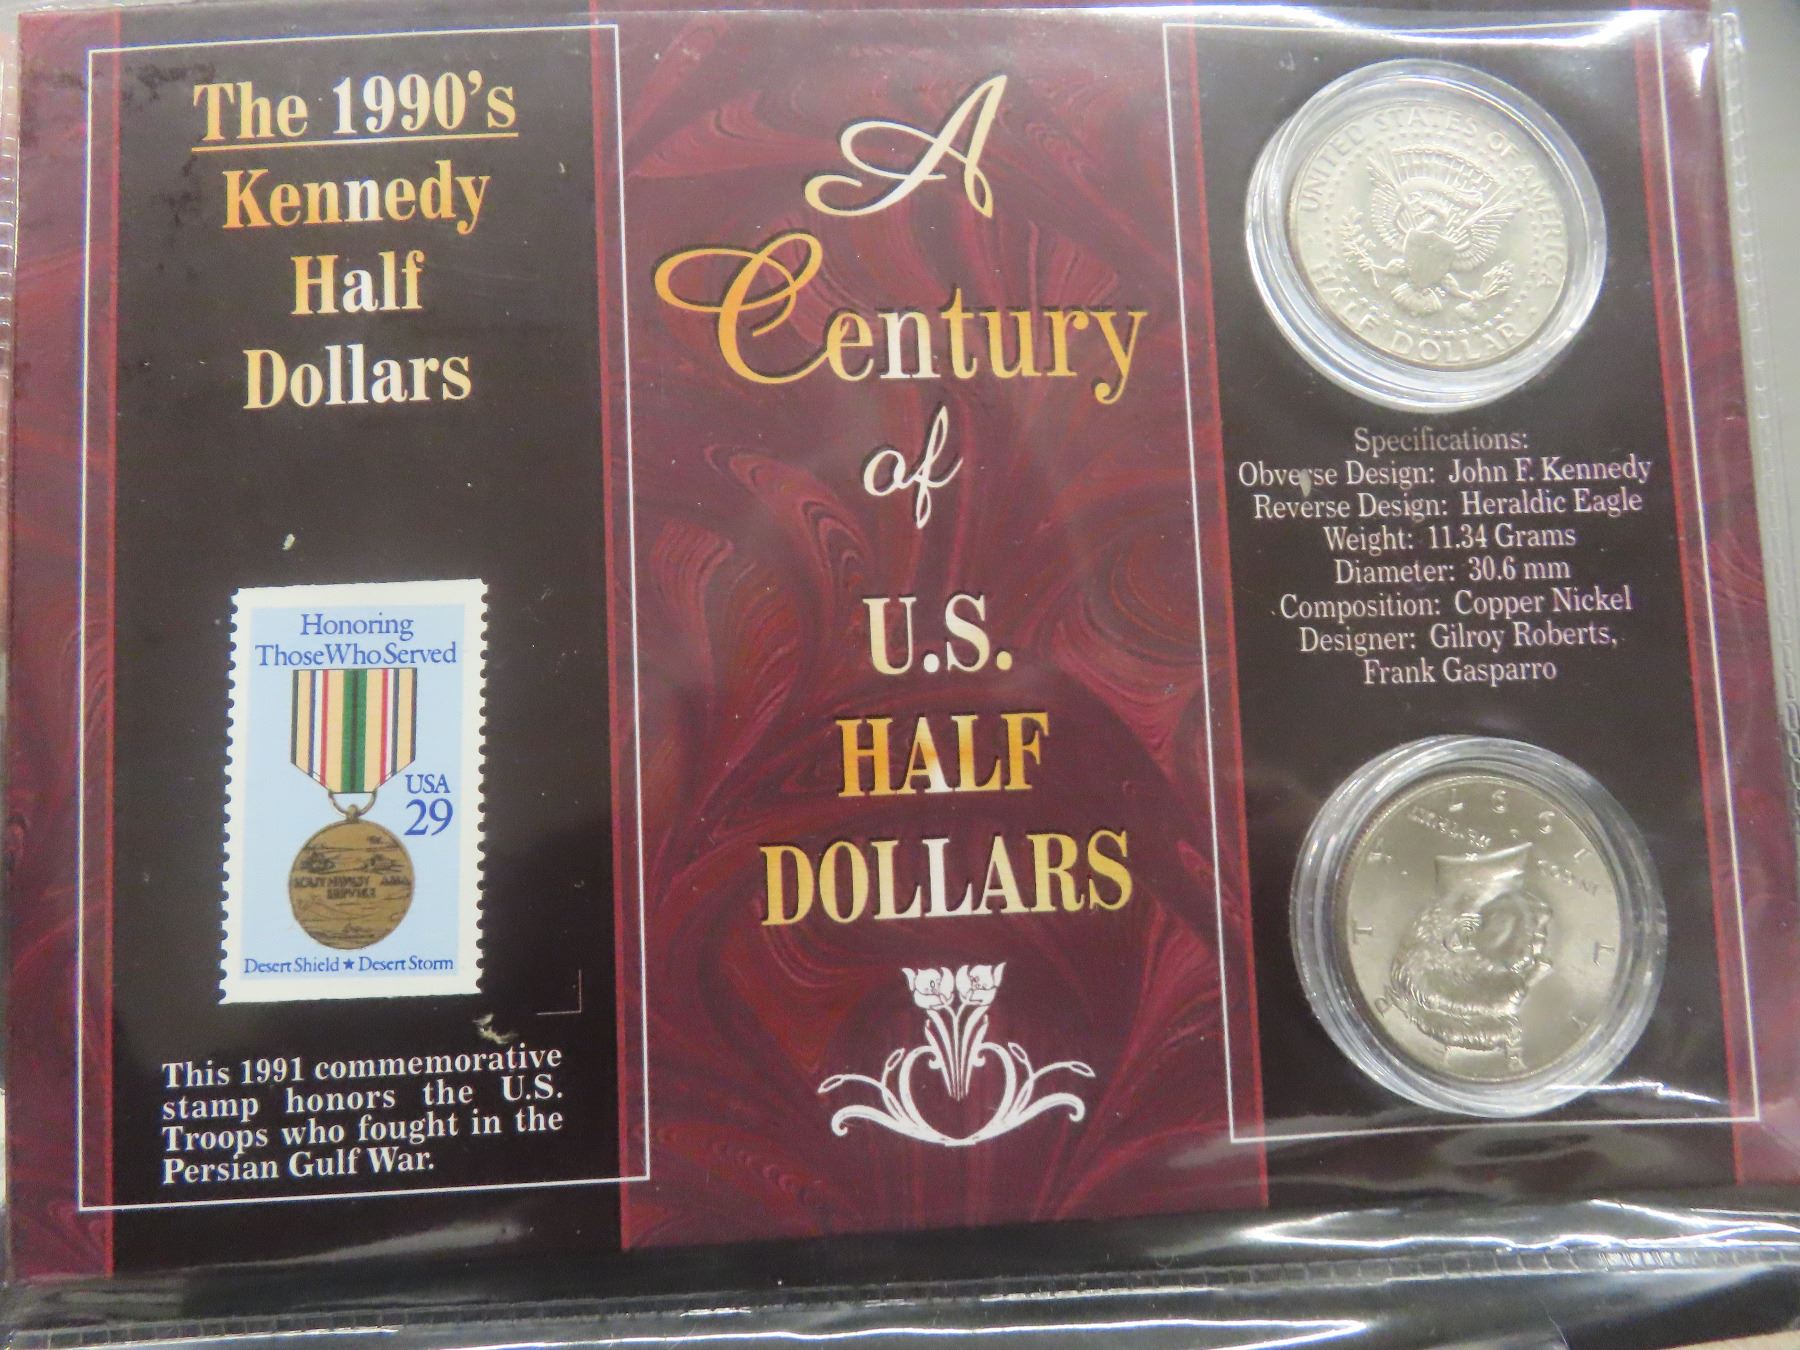 The 1990's
Kennedy
Half
Dollars
Honoring
Those Who Served
USA
29
Desert Shield ★ Desert Storm
This 1991 commemorative
stamp honors the U.S.
Troops who fought in the
Persian Gulf War.
A
Century
of
U.S.
HALF
DOLLARS
UNITED STATES OF AMERICA
HALF DOLLAR
Specifications:
Obverse Design: John F. Kennedy
Reverse Design: Heraldic Eagle
Weight: 11.34 Grams
Diameter: 30.6 mm
Composition: Copper Nickel
Designer: Gilroy Roberts,
Frank Gasparro